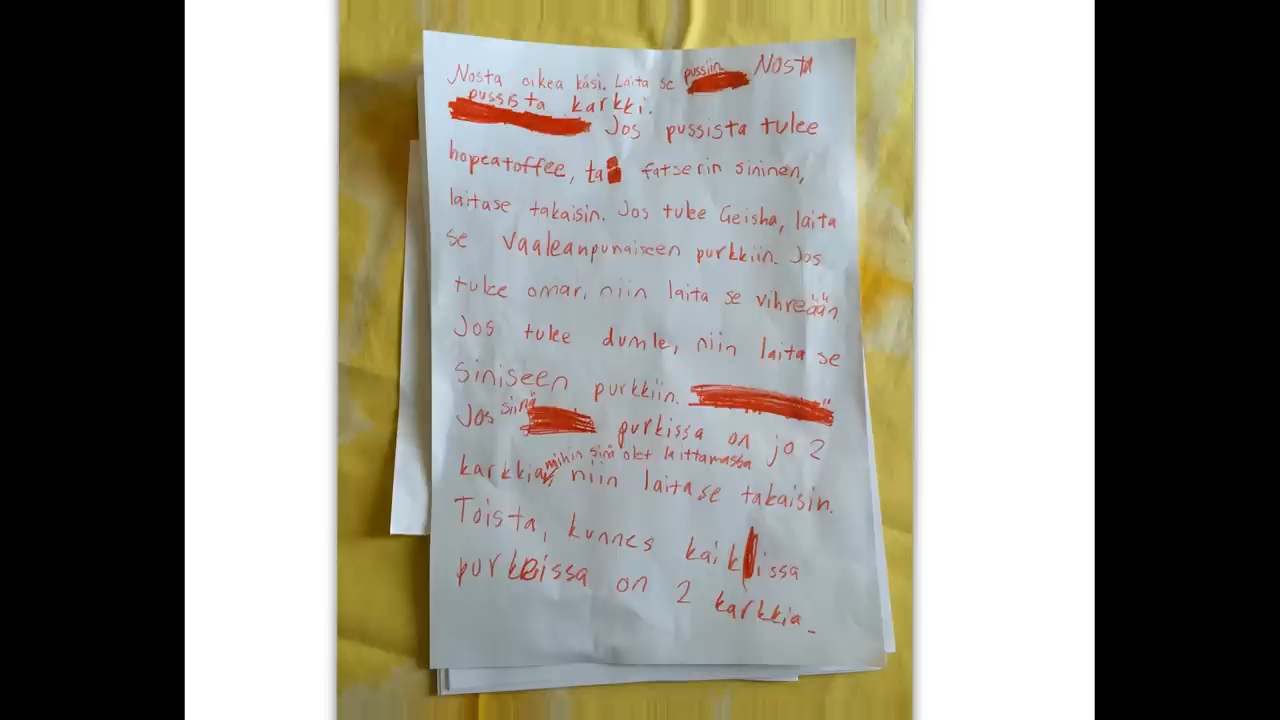 Nosta oikea käsi. Laita se pussiin Nosta
pussista karkki.
Jos pussista tulee
hopeatoffee, ta fatserin sininen,
laitase takaisin. Jos tulee Geisha, laita
se vaaleanpunaiseen purkkiin. Jos
tulee omar, niin laita se vihreään.
Jos tulee dumle, niin laita se
siniseen purkkiin.
Jos siinä purkissa on jo 2
mihin sinä olet laittamassa
karkkia, niin laitase takaisin.
Toista, kunnes kaikissa
purkeissa on 2 karkkia.